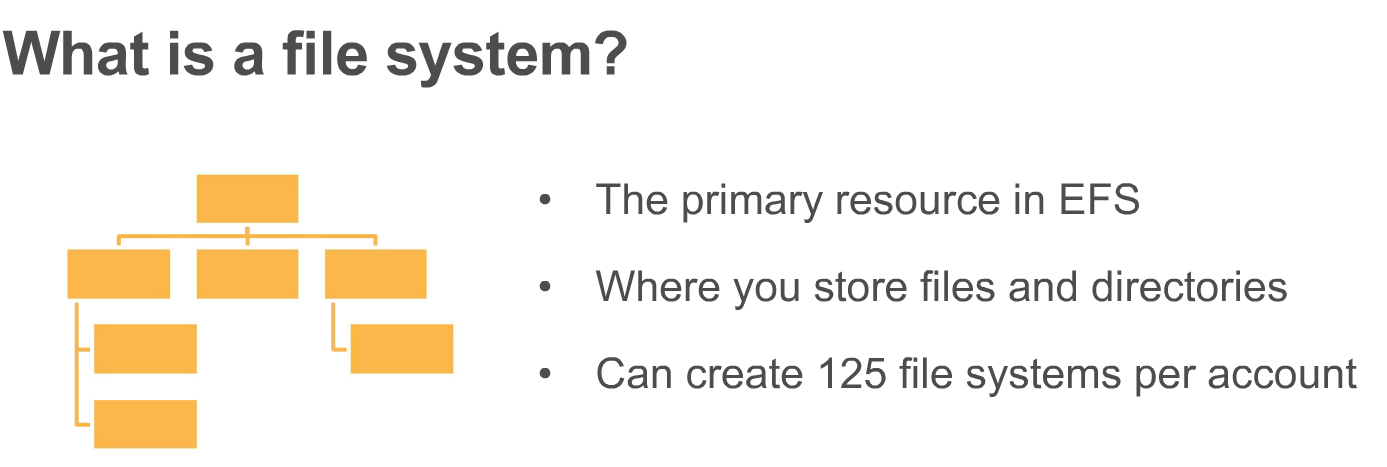 What is a file system?
• The primary resource in EFS
• Where you store files and directories
• Can create 125 file systems per account